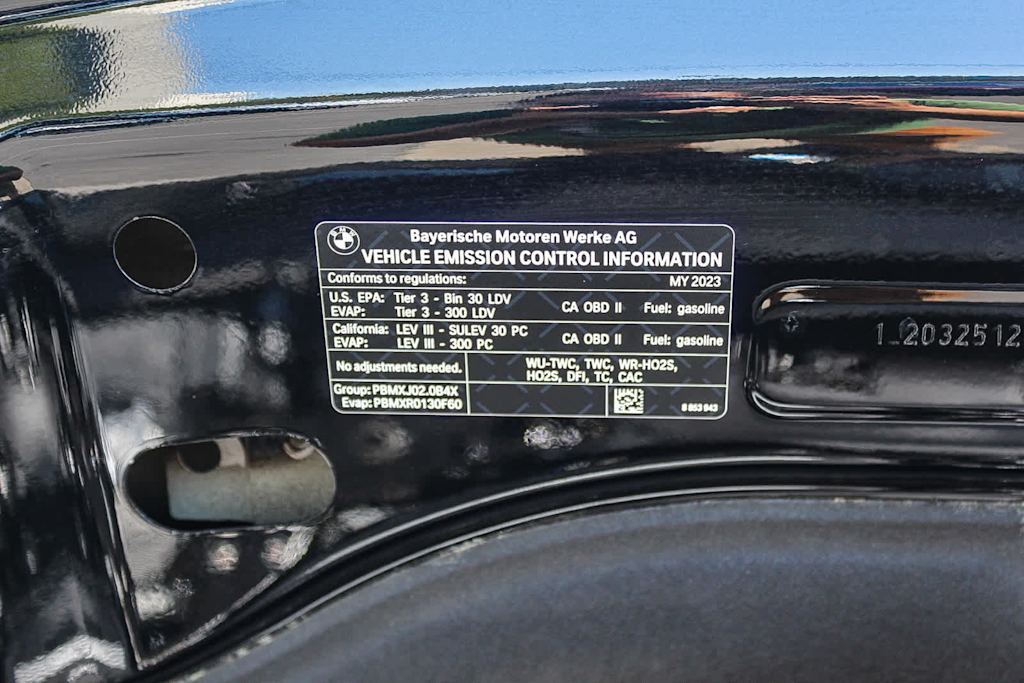 BMW
Bayerische Motoren Werke AG
VEHICLE EMISSION CONTROL INFORMATION
Conforms to regulations: MY 2023
U.S. EPA: Tier 3 - Bin 30 LDV
EVAP: Tier 3 - 300 LDV
CA OBD II Fuel: gasoline
California: LEV III - SULEV 30 PC
EVAP: LEV III - 300 PC
CA OBD II Fuel: gasoline
No adjustments needed.
WU-TWC, TWC, WR-HO2S,
HO2S, DFI, TC, CAC
Group: PBMXJ02.0B4X
Evap: PBMXR0130F60
8 853 943